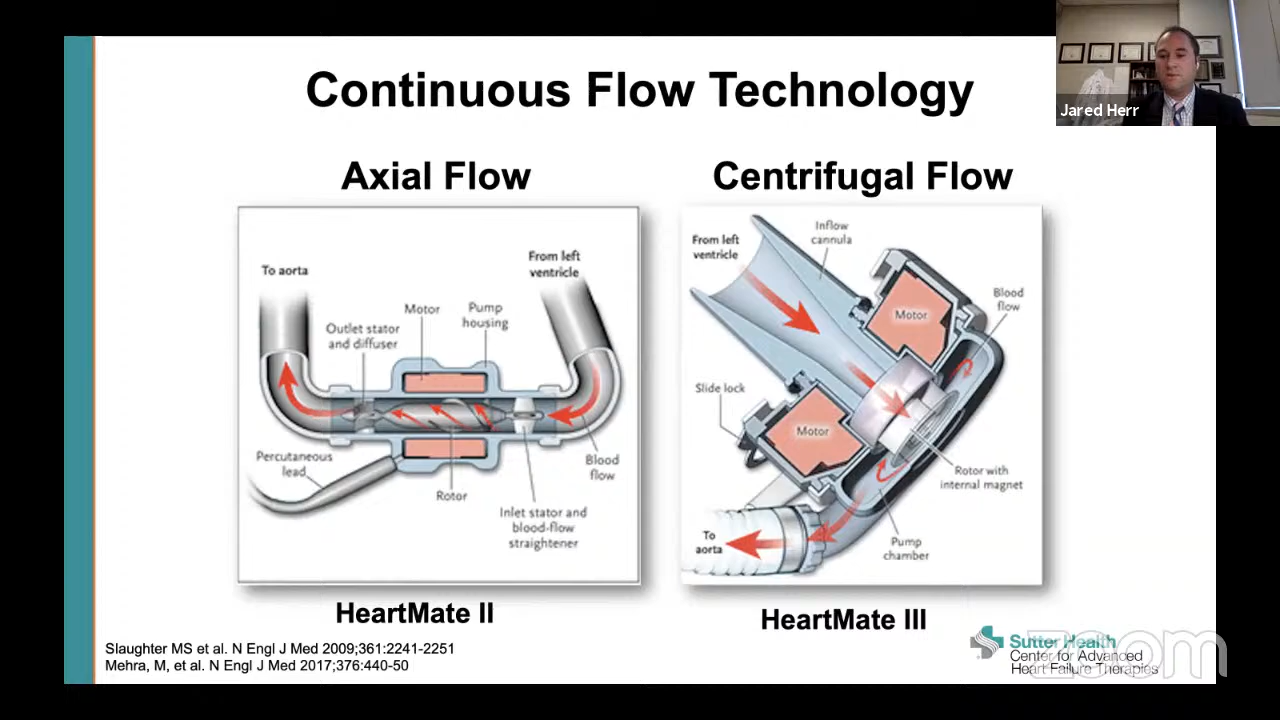 Continuous Flow Technology
Jared Herr
Axial Flow
Centrifugal Flow
To aorta
From left
ventricle
Motor
Pump
housing
Outlet stator
and diffuser
Percutaneous
lead
Rotor
Blood
flow
Inlet stator and
blood-flow
straightener
From left
ventricle
Inflow
cannula
Motor
Blood
flow
Slide lock
Motor
Rotor with
internal magnet
To
aorta
Pump
chamber
HeartMate II
HeartMate III
Slaughter MS et al. N Engl J Med 2009;361:2241-2251
Mehra, M, et al. N Engl J Med 2017;376:440-50
Sutter Health
Center for Advanced
Heart Failure Therapies
zoom